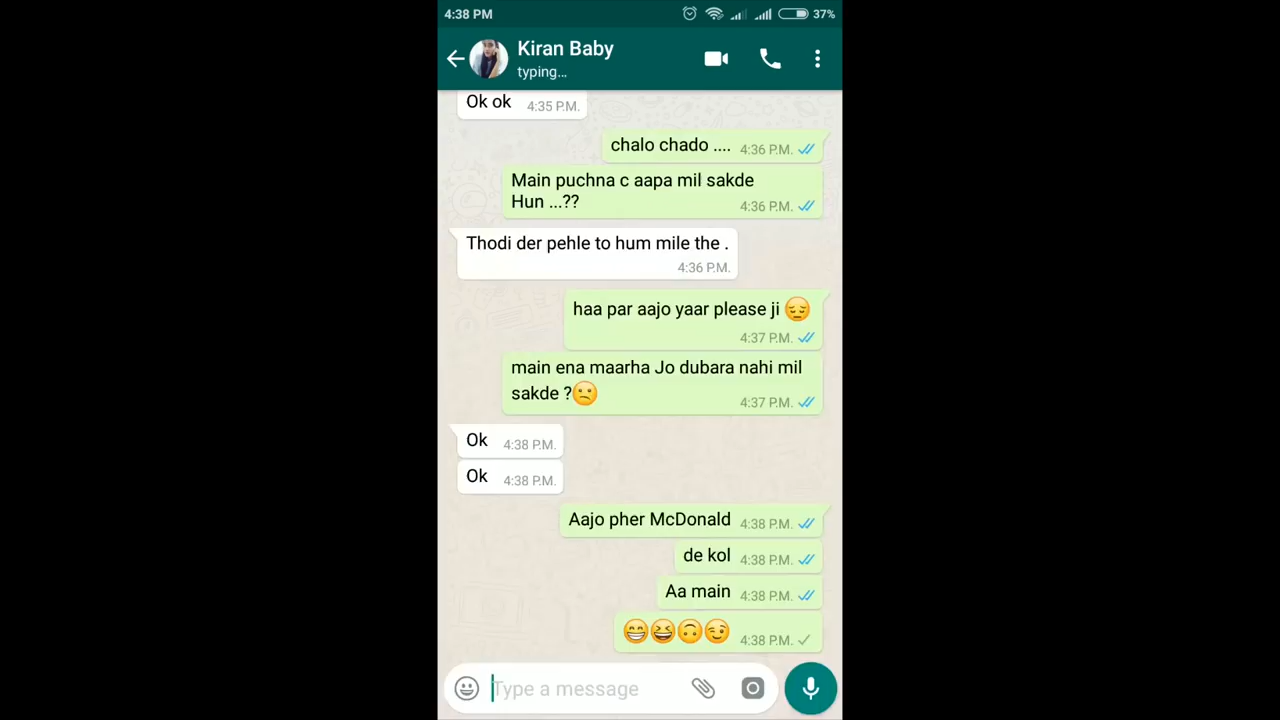 4:38 PM
37%
Kiran Baby
typing...
Ok ok 4:35 P.M.
chalo chado .... 4:36 P.M.
Main puchna c aapa mil sakde
Hun ...?? 4:36 P.M.
Thodi der pehle to hum mile the .
4:36 P.M.
haa par aajo yaar please ji 😔
4:37 P.M.
main ena maarha Jo dubara nahi mil
sakde ?🙁 4:37 P.M.
Ok 4:38 P.M.
Ok 4:38 P.M.
Aajo pher McDonald 4:38 P.M.
de kol 4:38 P.M.
Aa main 4:38 P.M.
😁😆🙃😉 4:38 P.M.
Type a message